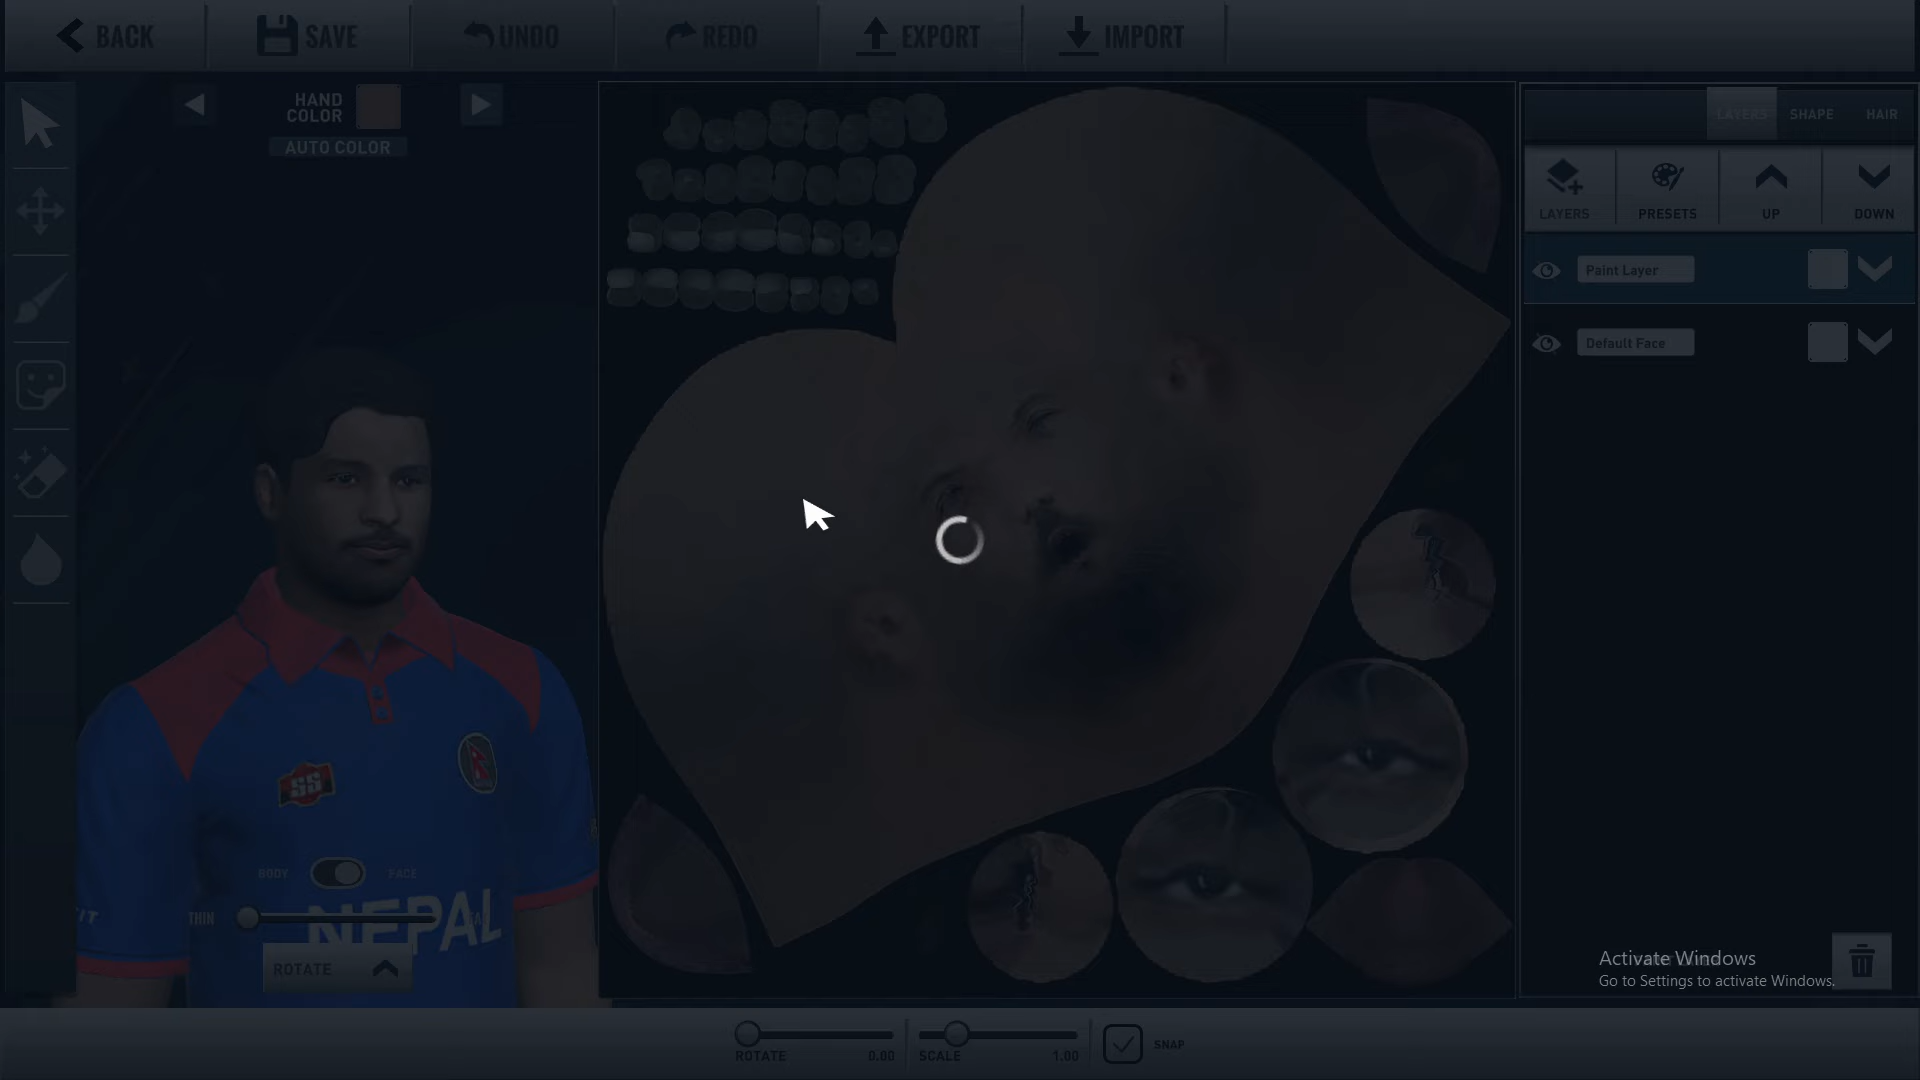 BACK
SAVE
UNDO
REDO
EXPORT
IMPORT
HAND
COLOR
AUTO COLOR
LAYERS
SHAPE
HAIR
LAYERS
PRESETS
UP
DOWN
Paint Layer
Default Face
SS
BODY
FACE
THIN
NEPAL
ROTATE
Activate Windows
Go to Settings to activate Windows.
ROTATE
0.00
SCALE
1.00
SNAP